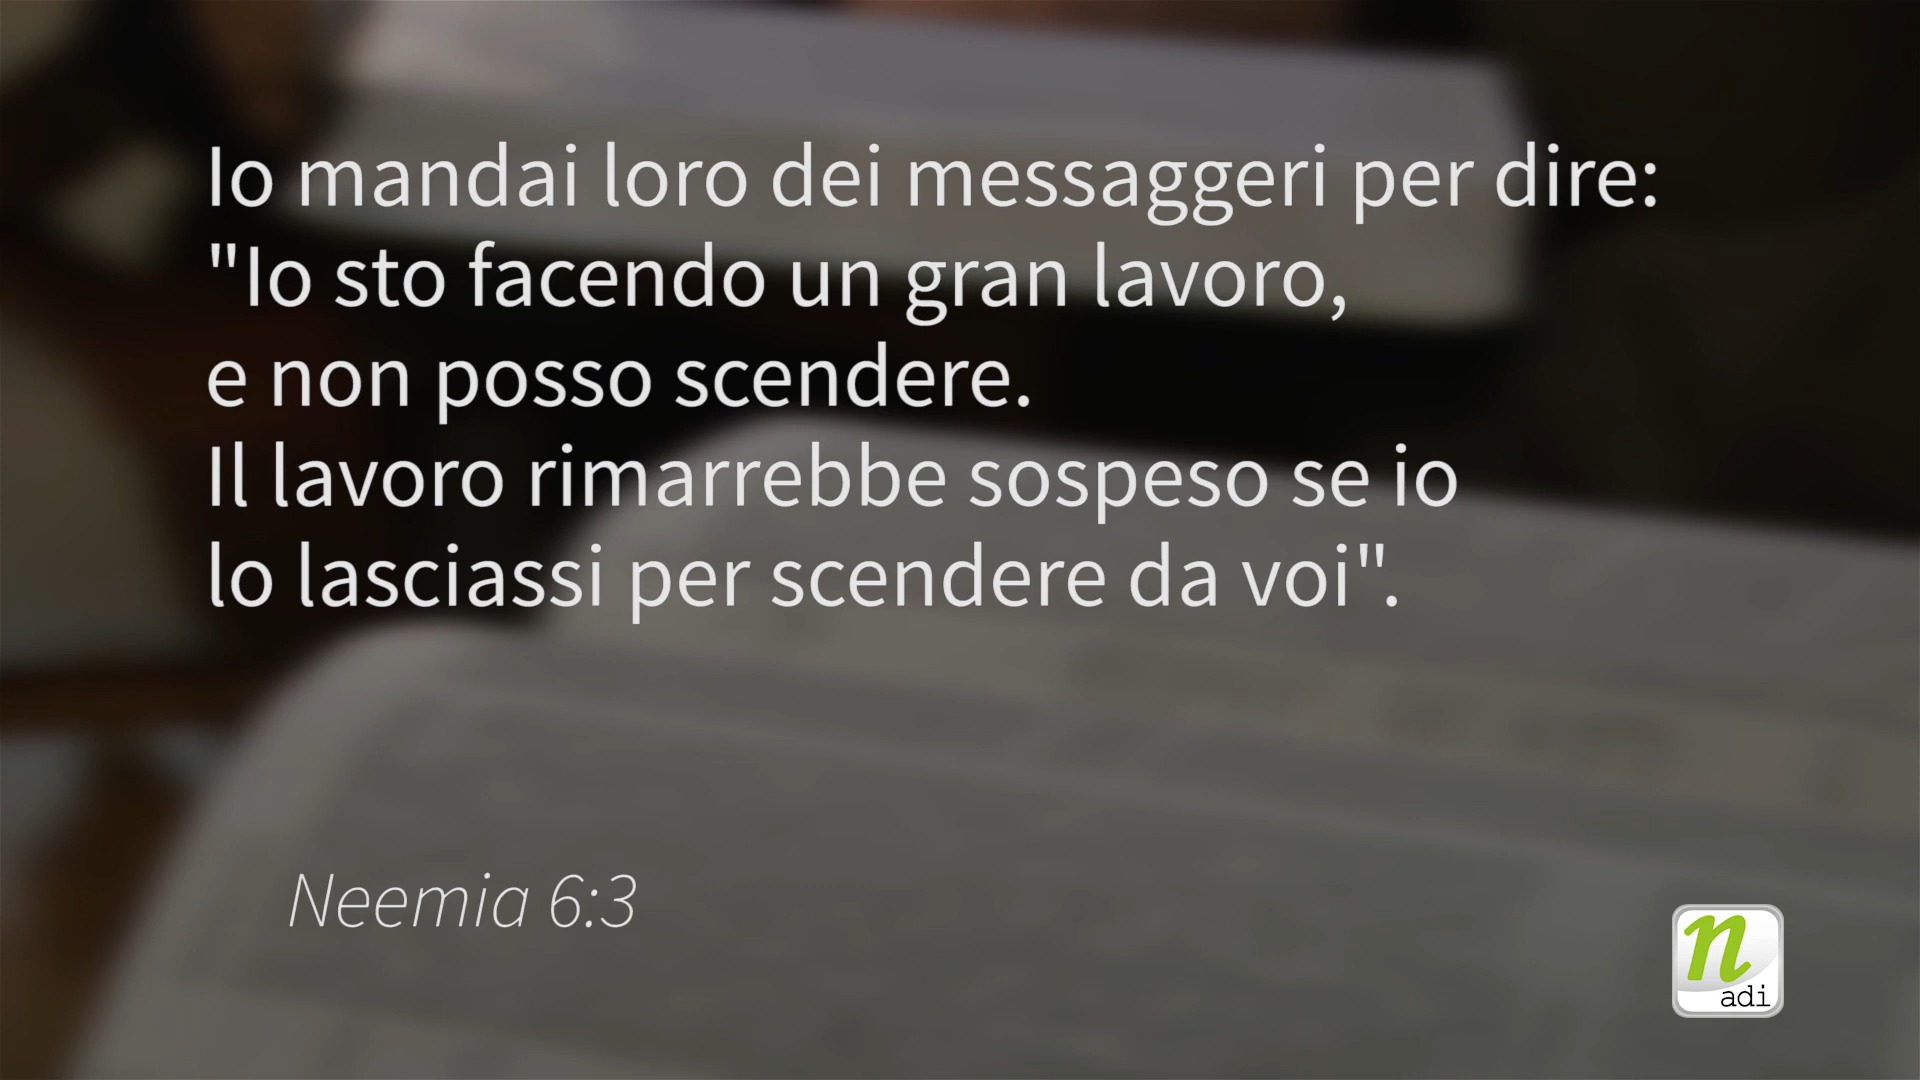 Io mandai loro dei messaggeri per dire:
"Io sto facendo un gran lavoro,
e non posso scendere.
Il lavoro rimarrebbe sospeso se io
lo lasciassi per scendere da voi".
Neemia 6:3
n
adi